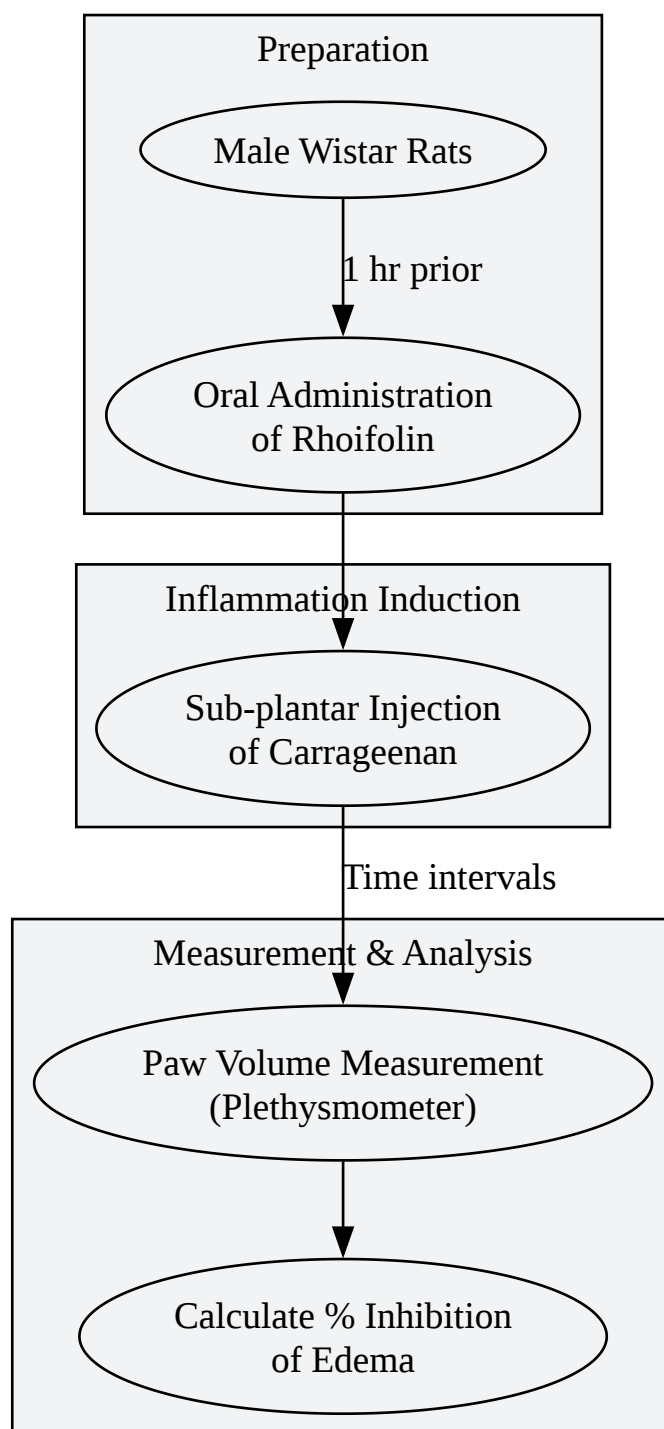 Preparation
Male Wistar Rats
1 hr prior
Oral Administration
of Rhoifolin
Inflammation Induction
Sub-plantar Injection
of Carrageenan
Time intervals
Measurement & Analysis
Paw Volume Measurement
(Plethysmometer)
Calculate % Inhibition
of Edema